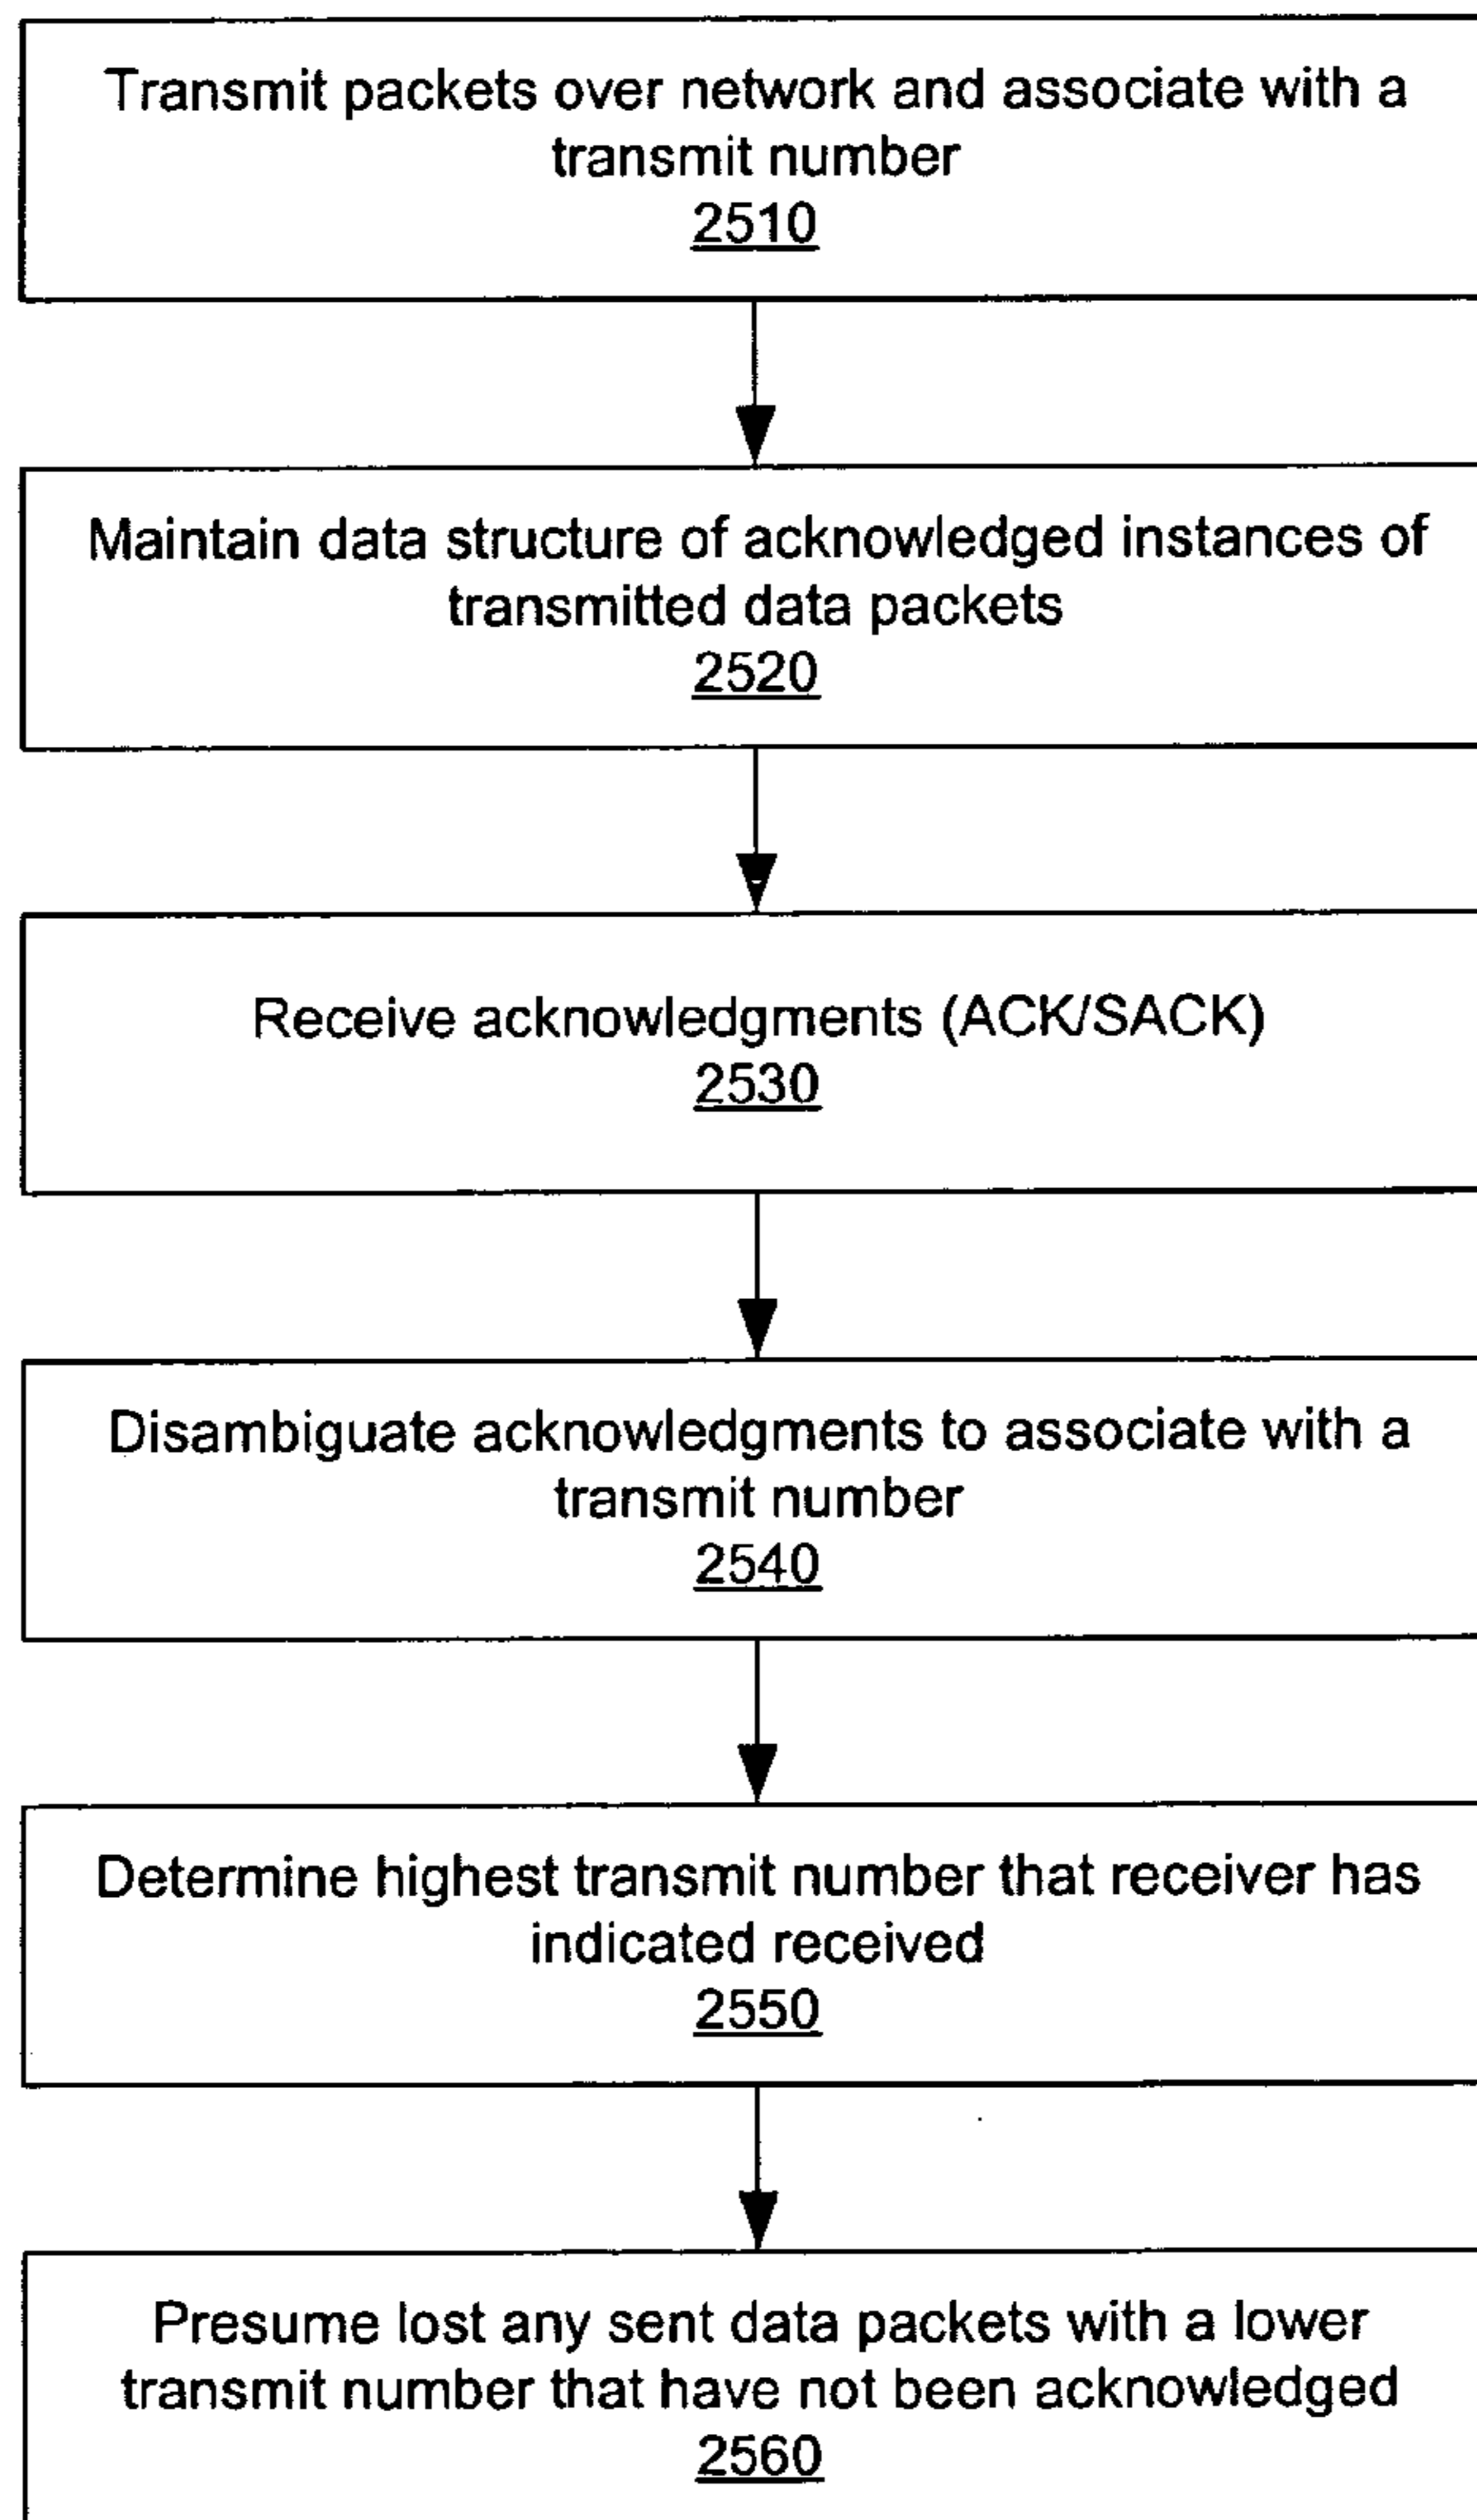 Transmit packets over network and associate with a
transmit number
2510
Maintain data structure of acknowledged instances of
transmitted data packets
2520
Receive acknowledgments (ACK/SACK)
2530
Disambiguate acknowledgments to associate with a
transmit number
2540
Determine highest transmit number that receiver has
indicated received
2550
Presume lost any sent data packets with a lower
transmit number that have not been acknowledged
2560